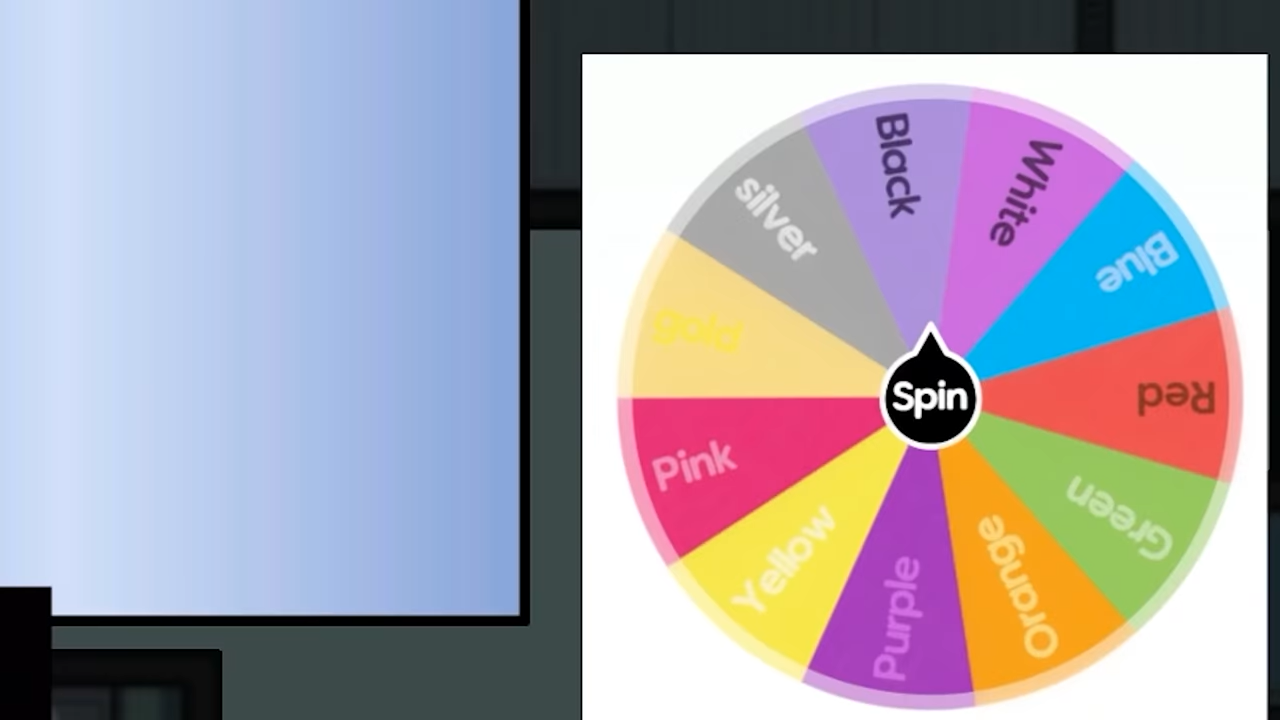 Black
White
Blue
Red
Green
Orange
Purple
Yellow
Pink
gold
silver
Spin